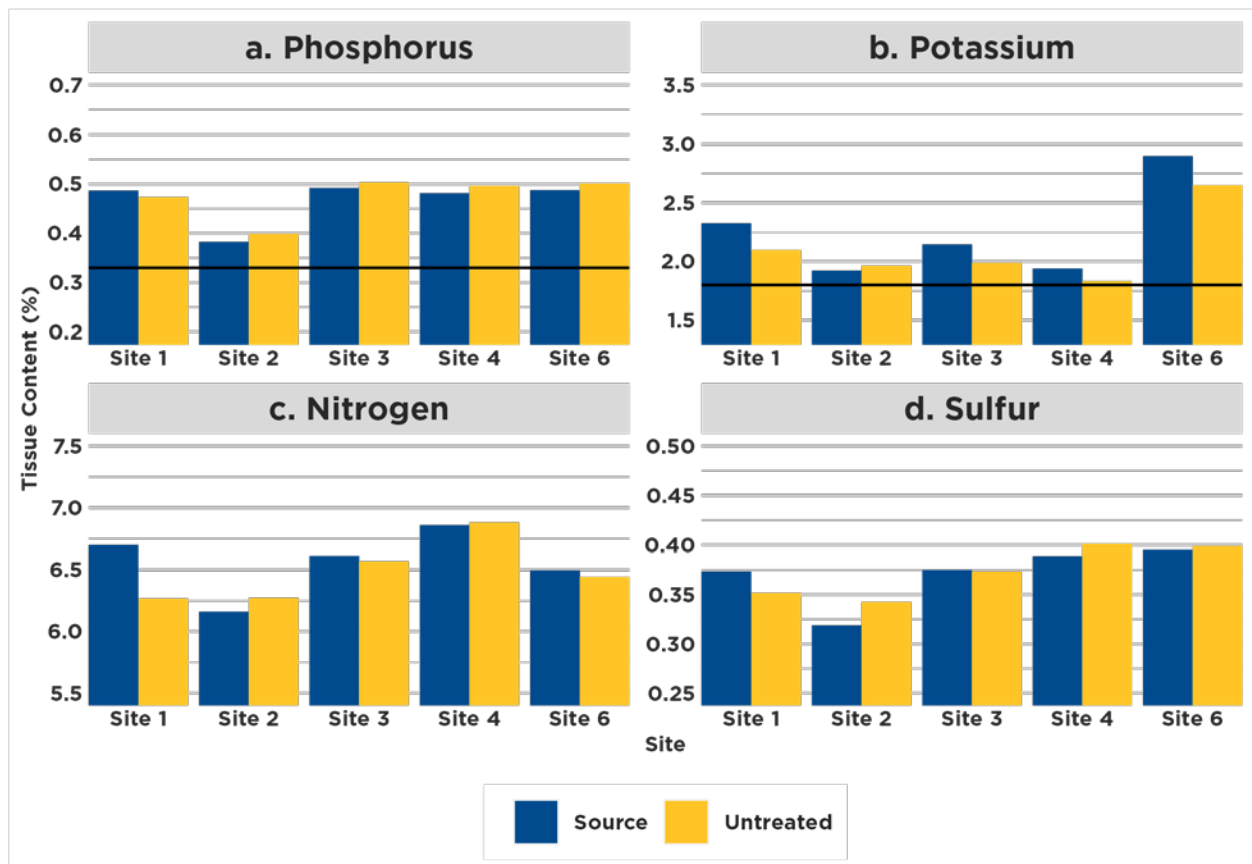 a. Phosphorus
b. Potassium
0.7
0.6
0.5
0.4
0.3
0.2
3.5
3.0
2.5
2.0
1.5
Site 1 Site 2 Site 3 Site 4 Site 6
Site 1 Site 2 Site 3 Site 4 Site 6
Tissue Content (%)
c. Nitrogen
d. Sulfur
7.5
7.0
6.5
6.0
5.5
0.50
0.45
0.40
0.35
0.30
0.25
Site 1 Site 2 Site 3 Site 4 Site 6
Site 1 Site 2 Site 3 Site 4 Site 6
Site
Source Untreated